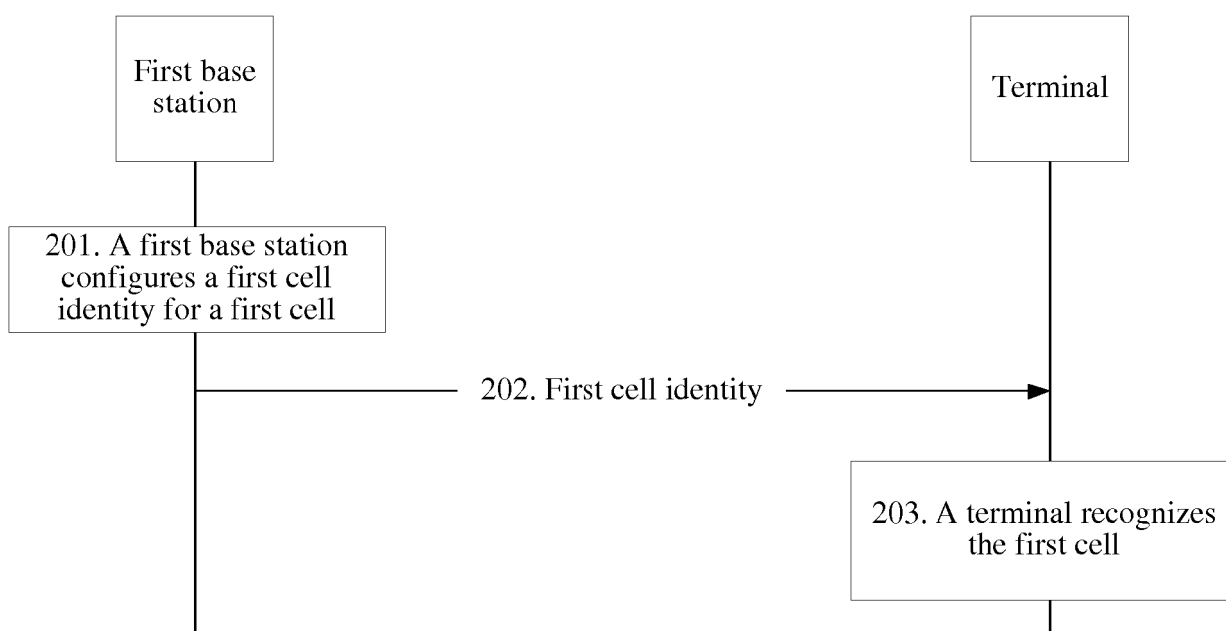 First base
station
Terminal
201. A first base station
configures a first cell
identity for a first cell
202. First cell identity
203. A terminal recognizes
the first cell